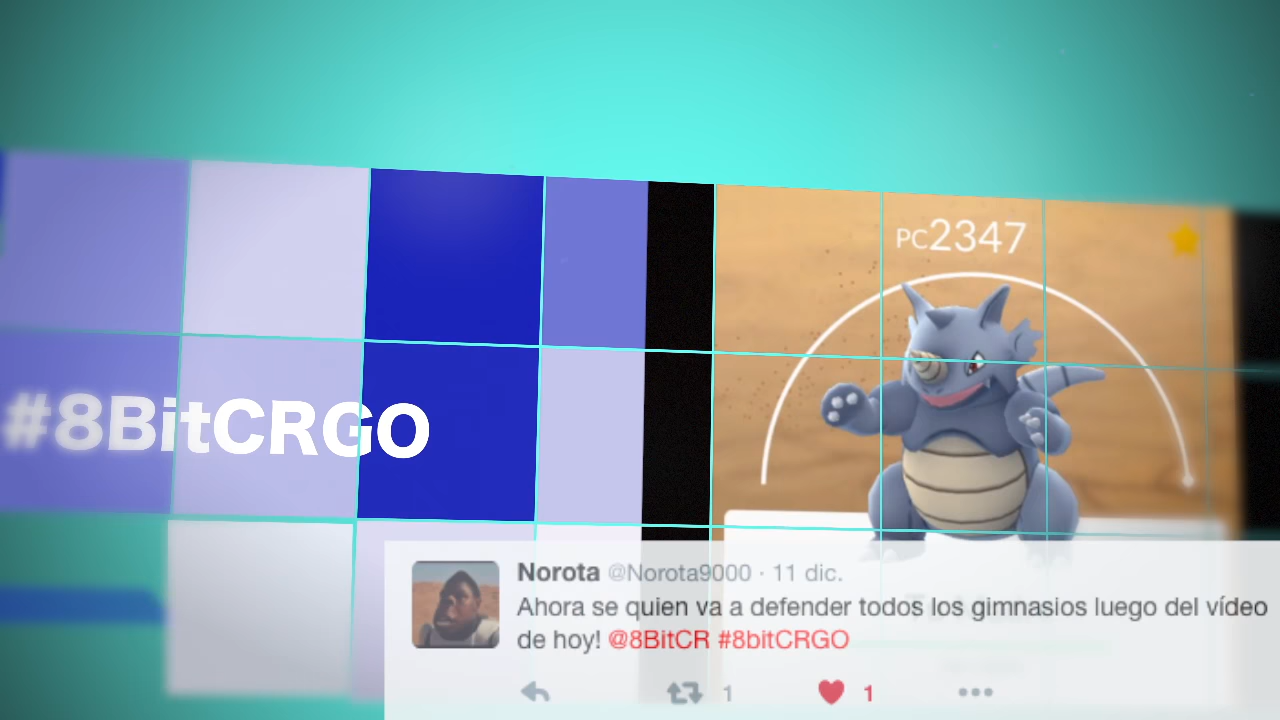 PC2347
#8BitCRGO
Norota @Norota9000 · 11 dic.
Ahora se quien va a defender todos los gimnasios luego del vídeo
de hoy! @8BitCR #8bitCRGO
1 1